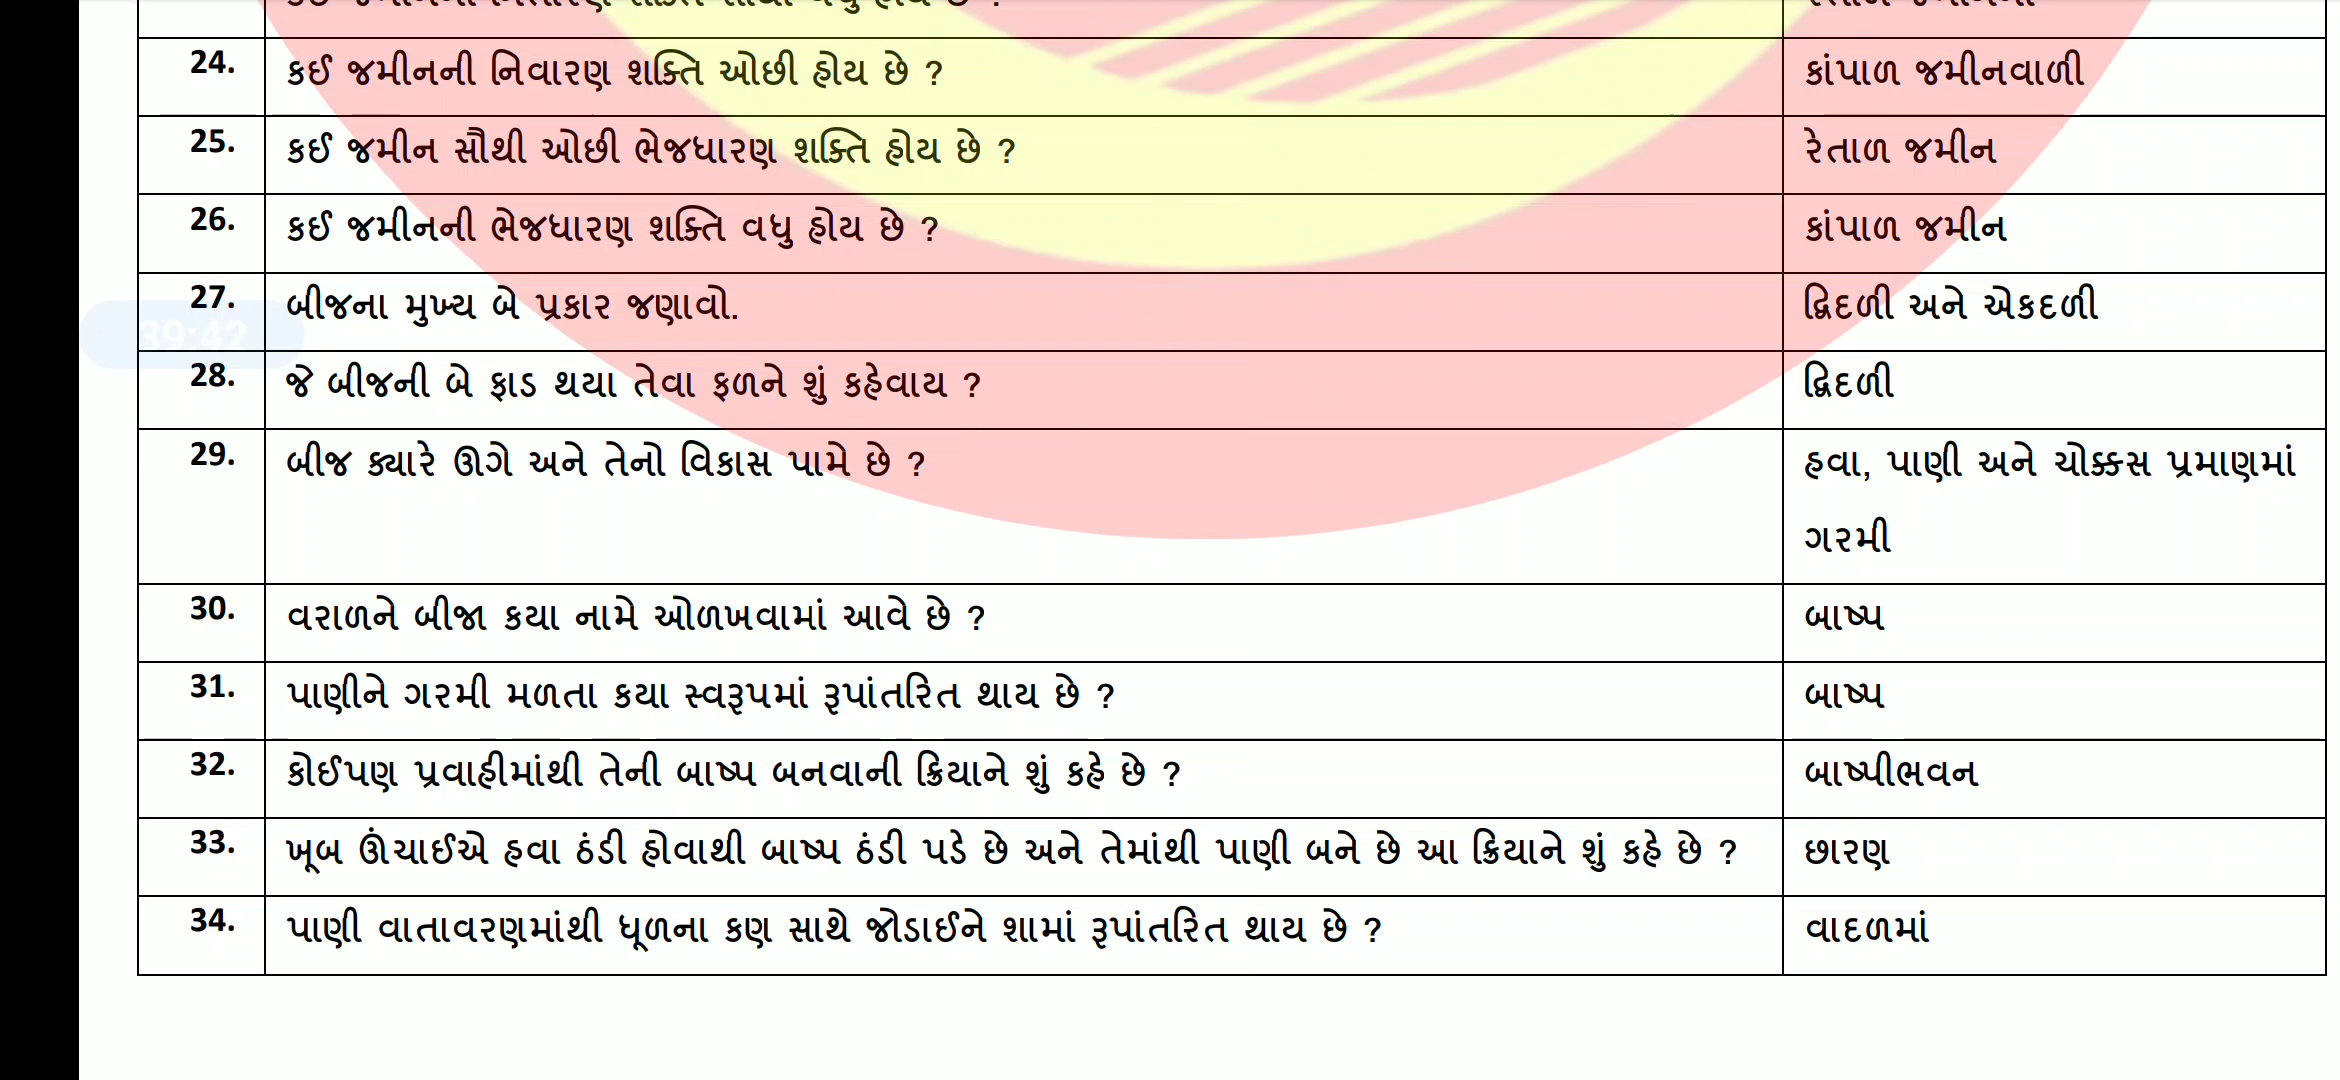 24. કઈ જમીનની નિવારણ શક્તિ ઓછી હોય છે ? કાંપાળ જમીનવાળી
25. કઈ જમીન સૌથી ઓછી ભેજધારણ શક્તિ હોય છે ? રેતાળ જમીન
26. કઈ જમીનની ભેજધારણ શક્તિ વધુ હોય છે ? કાંપાળ જમીન
27. બીજના મુખ્ય બે પ્રકાર જણાવો. દ્વિદળી અને એકદળી
39:42
28. જે બીજની બે ફાડ થયા તેવા ફળને શું કહેવાય ? દ્વિદળી
29. બીજ ક્યારે ઊગે અને તેનો વિકાસ પામે છે ? હવા, પાણી અને ચોક્કસ પ્રમાણમાં
ગરમી
30. વરાળને બીજા કયા નામે ઓળખવામાં આવે છે ? બાષ્પ
31. પાણીને ગરમી મળતા કયા સ્વરૂપમાં રૂપાંતરિત થાય છે ? બાષ્પ
32. કોઈપણ પ્રવાહીમાંથી તેની બાષ્પ બનવાની ક્રિયાને શું કહે છે ? બાષ્પીભવન
33. ખૂબ ઊંચાઈએ હવા ઠંડી હોવાથી બાષ્પ ઠંડી પડે છે અને તેમાંથી પાણી બને છે આ ક્રિયાને શું કહે છે ? છારણ
34. પાણી વાતાવરણમાંથી ધૂળના કણ સાથે જોડાઈને શામાં રૂપાંતરિત થાય છે ? વાદળમાં